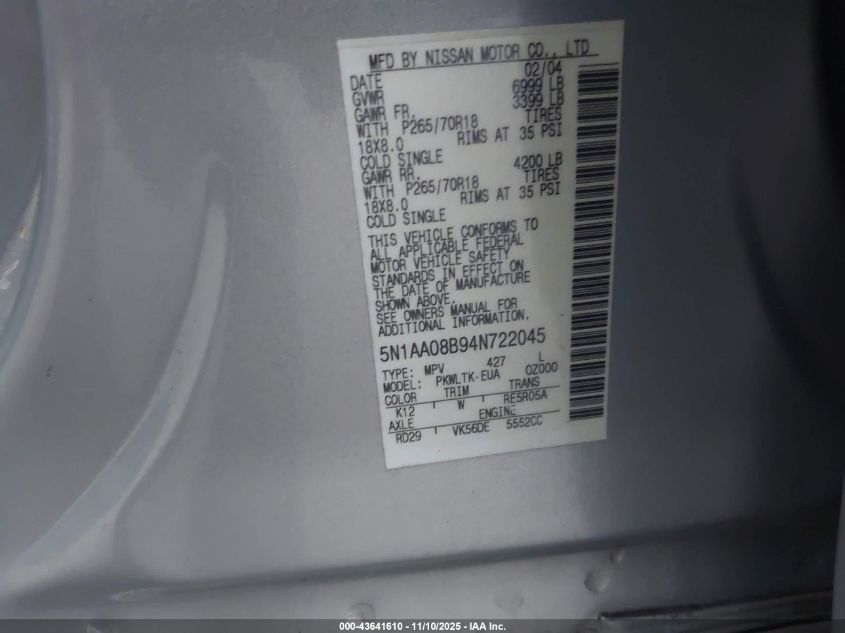 MFD BY NISSAN MOTOR CO., LTD
DATE 02/04
GVWR 6999 LB
GAWR FR. 3399 LB
WITH P265/70R18 TIRES
18X8.0 RIMS AT 35 PSI
COLD SINGLE
GAWR RR. 4200 LB
WITH P265/70R18 TIRES
18X8.0 RIMS AT 35 PSI
COLD SINGLE
THIS VEHICLE CONFORMS TO
ALL APPLICABLE FEDERAL
MOTOR VEHICLE SAFETY
STANDARDS IN EFFECT ON
THE DATE OF MANUFACTURE
SHOWN ABOVE.
SEE OWNERS MANUAL FOR
ADDITIONAL INFORMATION.
5N1AA08B94N722045
TYPE: MPV 427 L
MODEL: PKWLTK-EUA 0Z000
COLOR TRIM TRANS
K12 W RE5R05A
AXLE ENGINE
RD29 VK56DE 5552CC
000-43641610 - 11/10/2025 - IAA Inc.